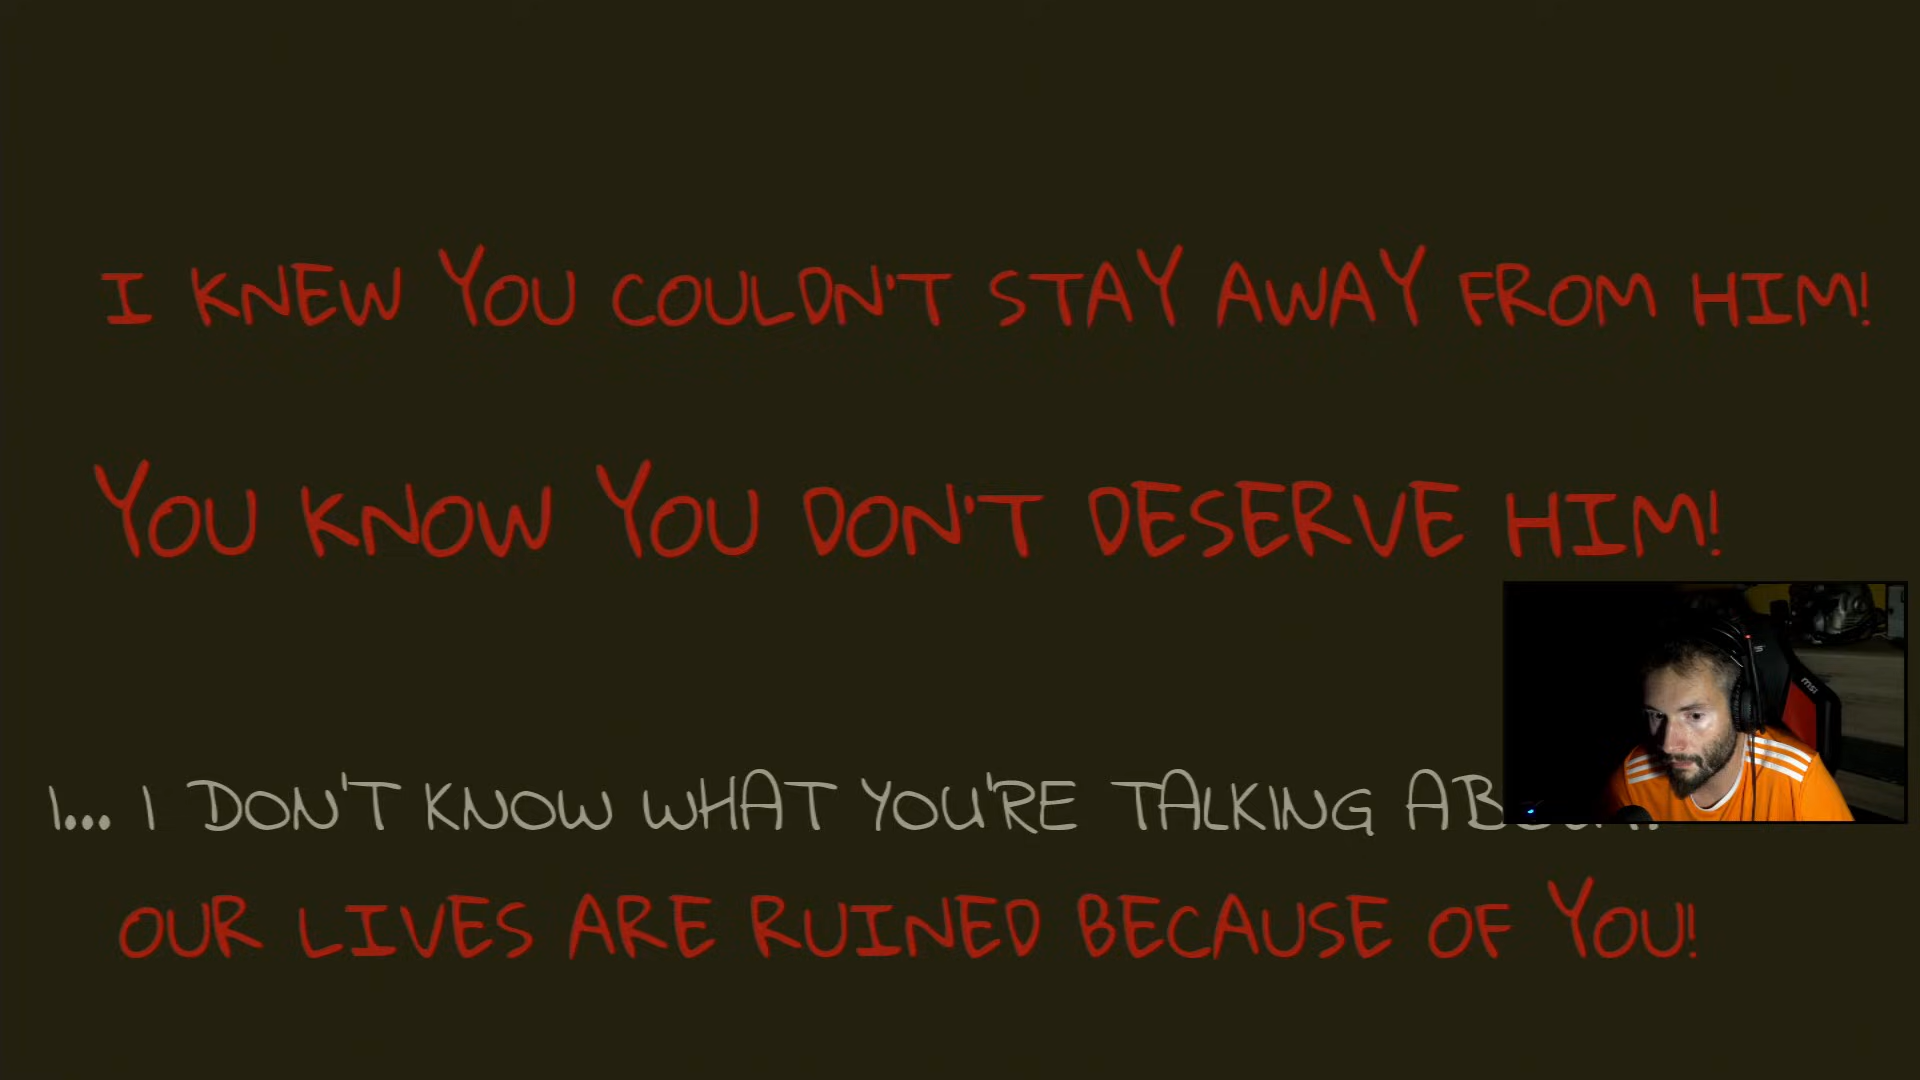 I KNEW YOU COULDN'T STAY AWAY FROM HIM!
YOU KNOW YOU DON'T DESERVE HIM!
msi
I... I DON'T KNOW WHAT YOU'RE TALKING
OUR LIVES ARE RUINED BECAUSE OF YOU!